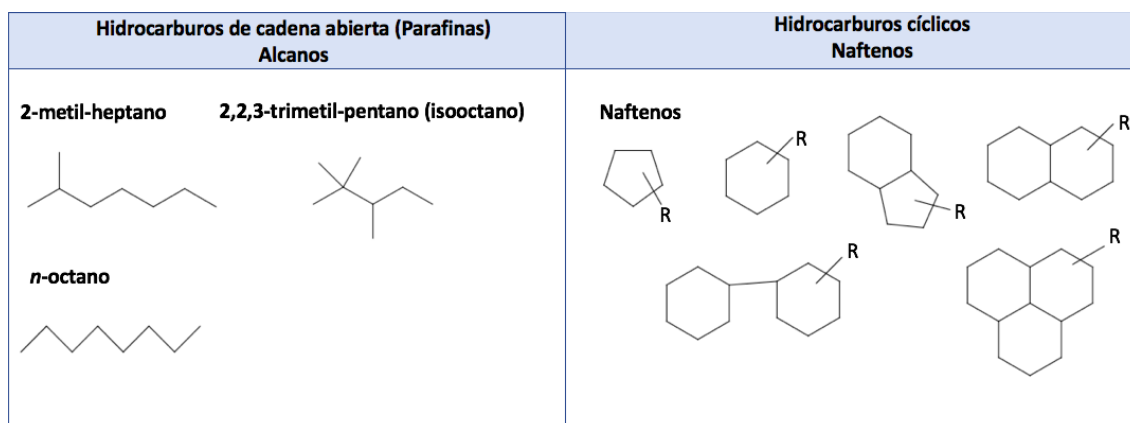 Hidrocarburos de cadena abierta (Parafinas)
Alcanos
Hidrocarburos cíclicos
Naftenos
2-metil-heptano
2,2,3-trimetil-pentano (isooctano)
n-octano
Naftenos
R
R
R
R
R
R